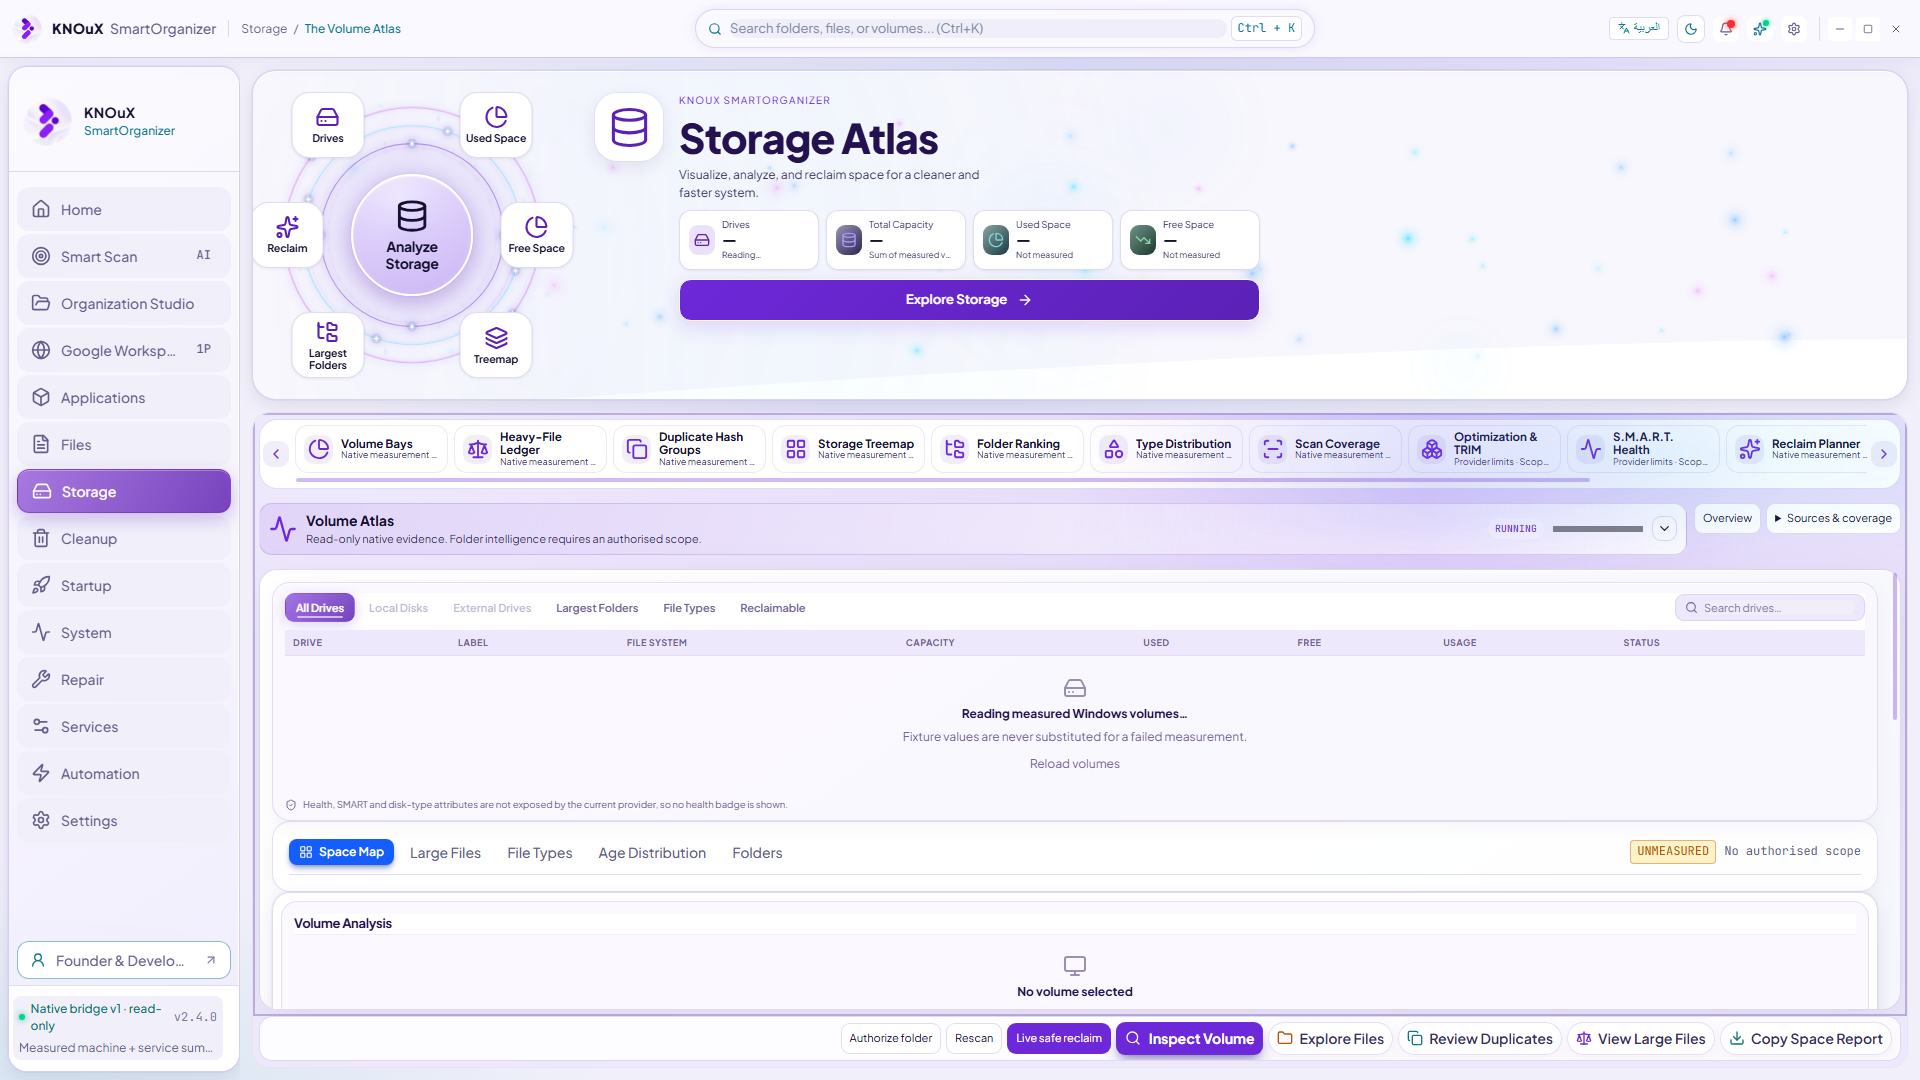 KNOuX SmartOrganizer
Storage / The Volume Atlas
Search folders, files, or volumes... (Ctrl+K)
Ctrl + K
العربية
KNOuX
SmartOrganizer
Home
Smart Scan AI
Organization Studio
Google Worksp... 1P
Applications
Files
Storage
Cleanup
Startup
System
Repair
Services
Automation
Settings
Founder & Develo...
Native bridge v1 · read-only
v2.4.0
Measured machine + service sum...
Drives
Used Space
Reclaim
Analyze Storage
Free Space
Largest Folders
Treemap
KNOUX SMARTORGANIZER
Storage Atlas
Visualize, analyze, and reclaim space for a cleaner and
faster system.
Drives
—
Reading...
Total Capacity
—
Sum of measured v...
Used Space
—
Not measured
Free Space
—
Not measured
Explore Storage →
Volume Bays
Native measurement ...
Heavy-File Ledger
Native measurement ...
Duplicate Hash Groups
Native measurement ...
Storage Treemap
Native measurement ...
Folder Ranking
Native measurement ...
Type Distribution
Native measurement ...
Scan Coverage
Native measurement ...
Optimization & TRIM
Provider limits · Scop...
S.M.A.R.T. Health
Provider limits · Scop...
Reclaim Planner
Native measurement ...
Volume Atlas
Read-only native evidence. Folder intelligence requires an authorised scope.
RUNNING
Overview
Sources & coverage
All Drives
Local Disks
External Drives
Largest Folders
File Types
Reclaimable
Search drives...
DRIVE LABEL FILE SYSTEM CAPACITY USED FREE USAGE STATUS
Reading measured Windows volumes...
Fixture values are never substituted for a failed measurement.
Reload volumes
Health, SMART and disk-type attributes are not exposed by the current provider, so no health badge is shown.
Space Map
Large Files
File Types
Age Distribution
Folders
UNMEASURED No authorised scope
Volume Analysis
No volume selected
Authorize folder
Rescan
Live safe reclaim
Inspect Volume
Explore Files
Review Duplicates
View Large Files
Copy Space Report